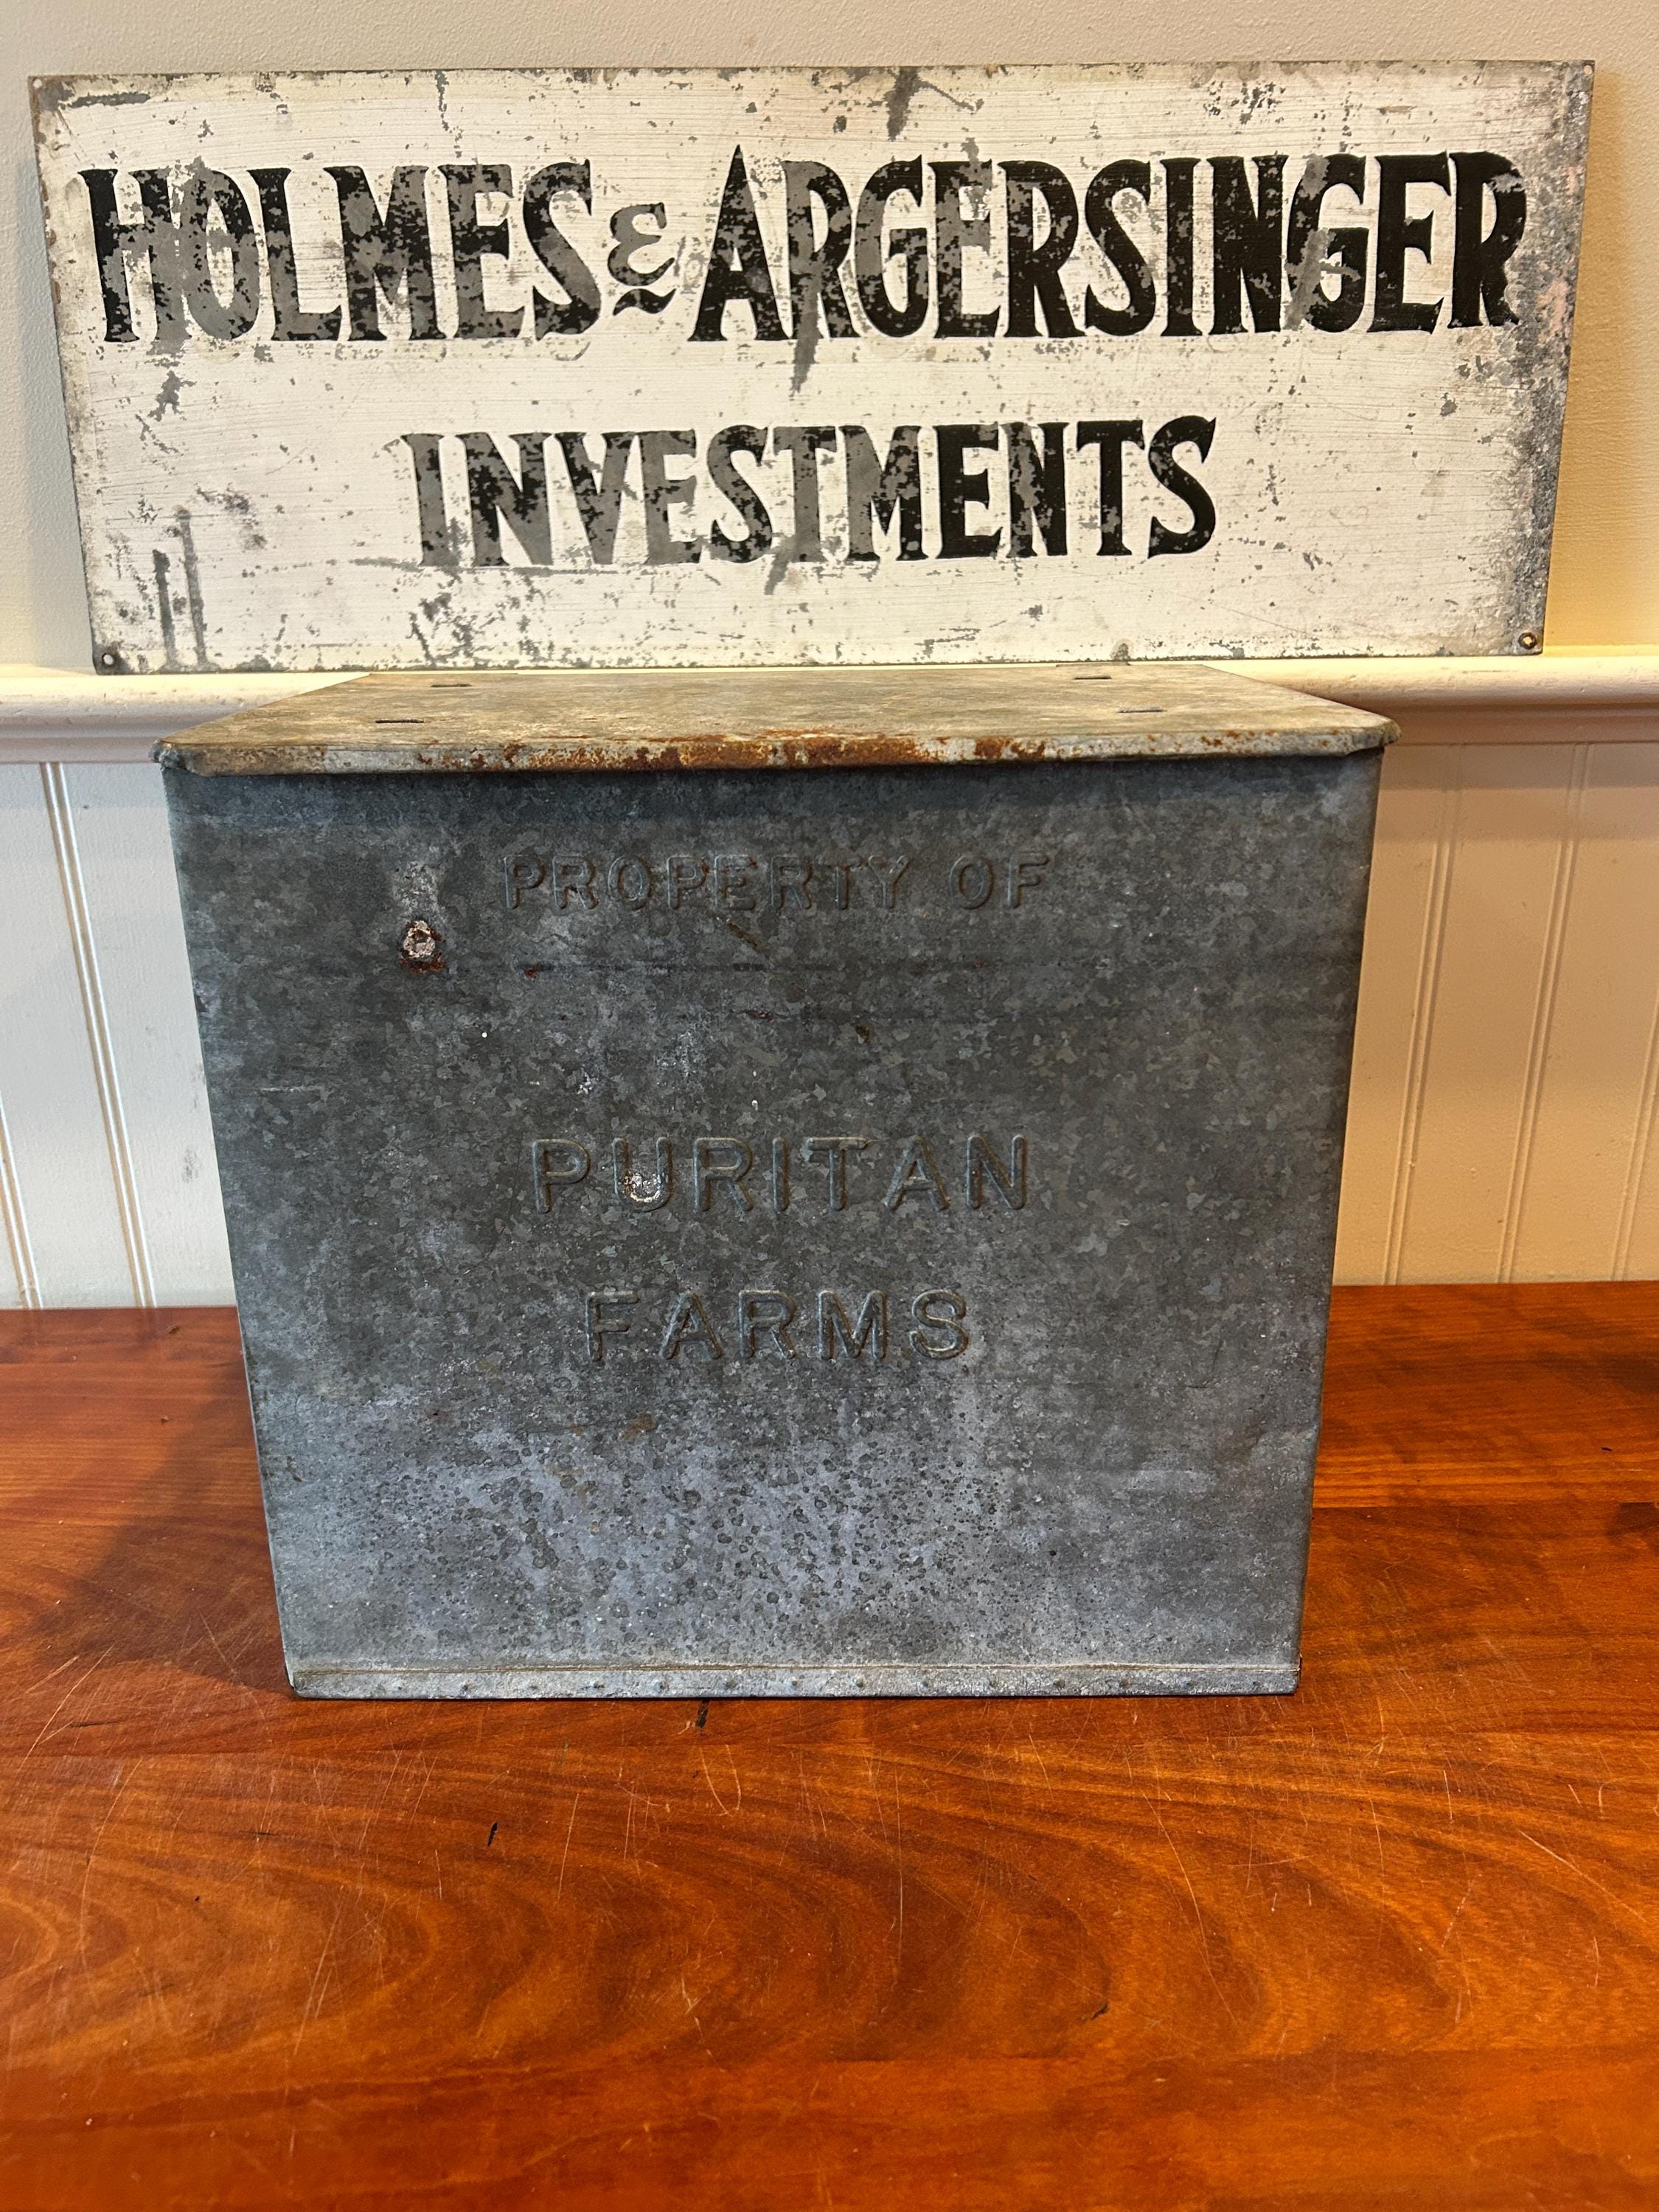 HOLMES & ARGERSINGER
INVESTMENTS
PROPERTY OF
PURITAN
FARMS